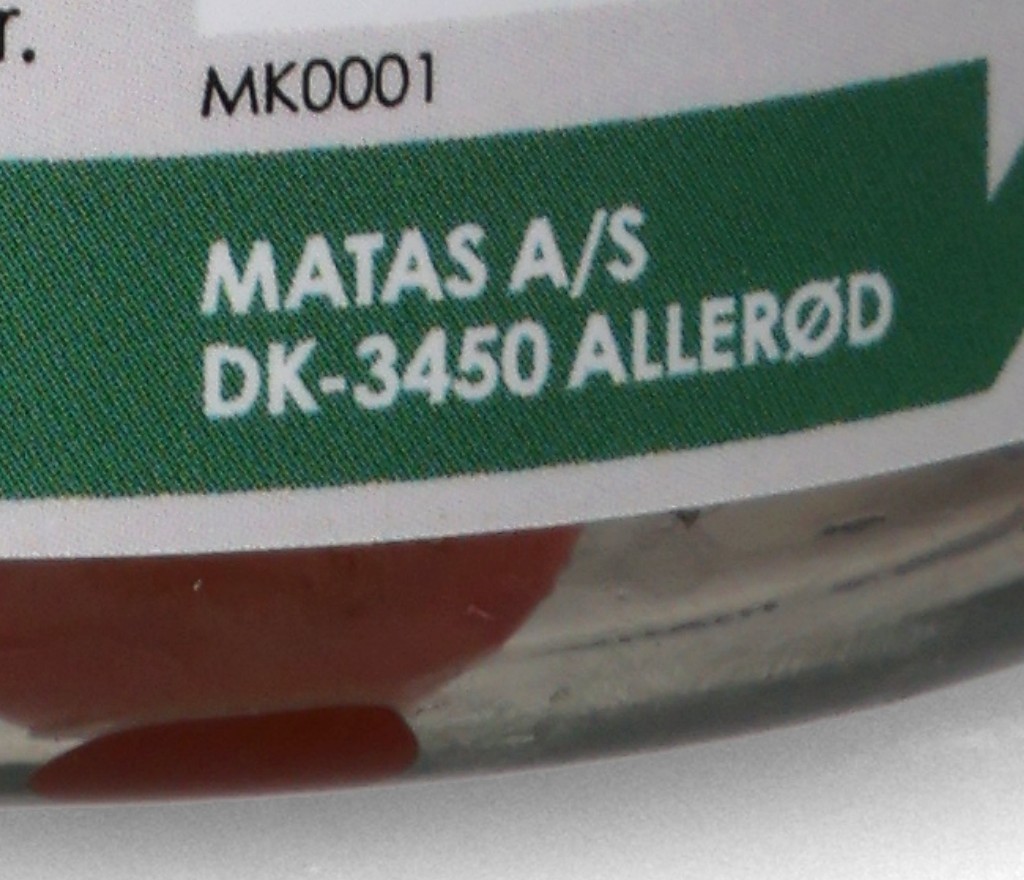 r.
MK0001
MATAS A/S
DK-3450 ALLERØD